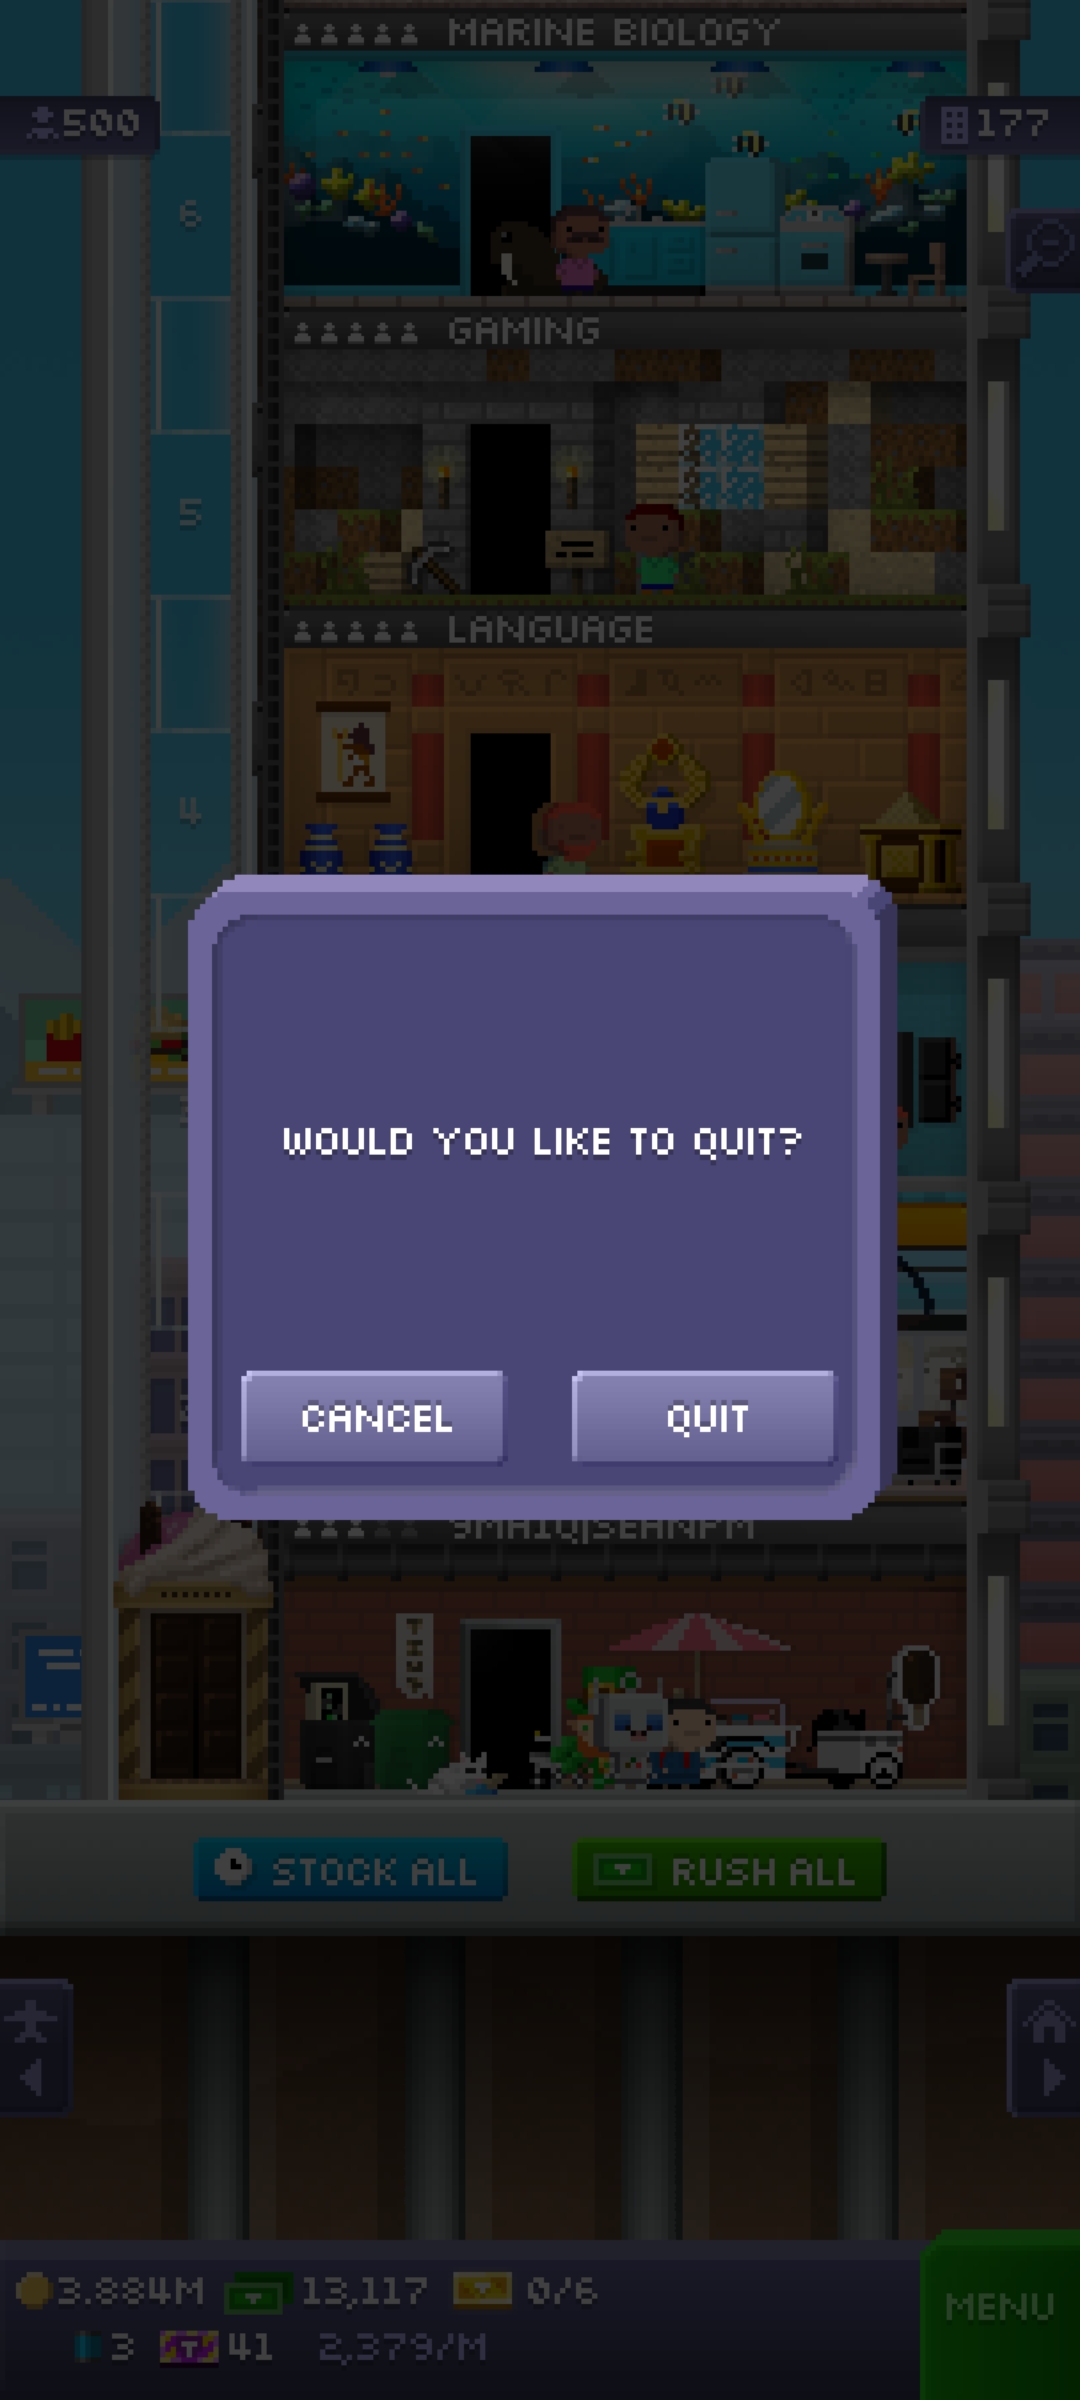 MARINE BIOLOGY
500
177
6
GAMING
5
LANGUAGE
4
WOULD YOU LIKE TO QUIT?
CANCEL
QUIT
TINY
STOCK ALL
RUSH ALL
3.884M
13,117
0/6
MENU
3
41
2,379/M